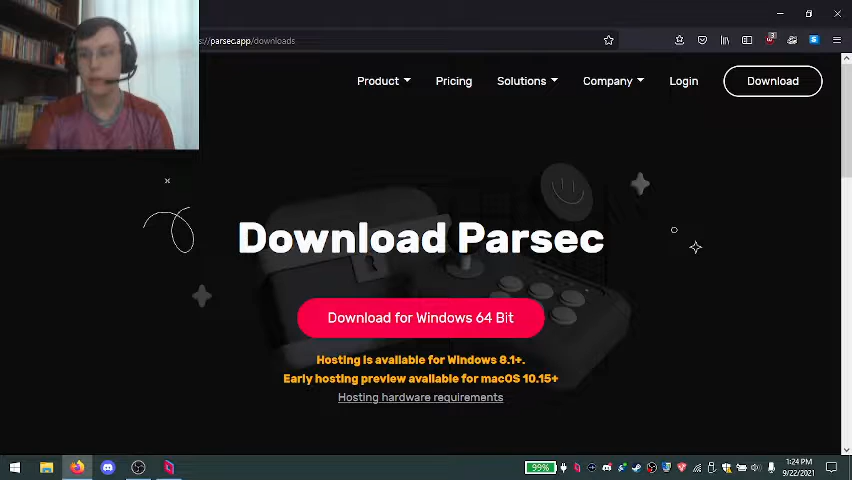 ://parsec.app/downloads
Product
Pricing
Solutions
Company
Login
Download
Download Parsec
Download for Windows 64 Bit
Hosting is available for Windows 8.1+.
Early hosting preview available for macOS 10.15+
Hosting hardware requirements
99%
1:24 PM
9/22/2021